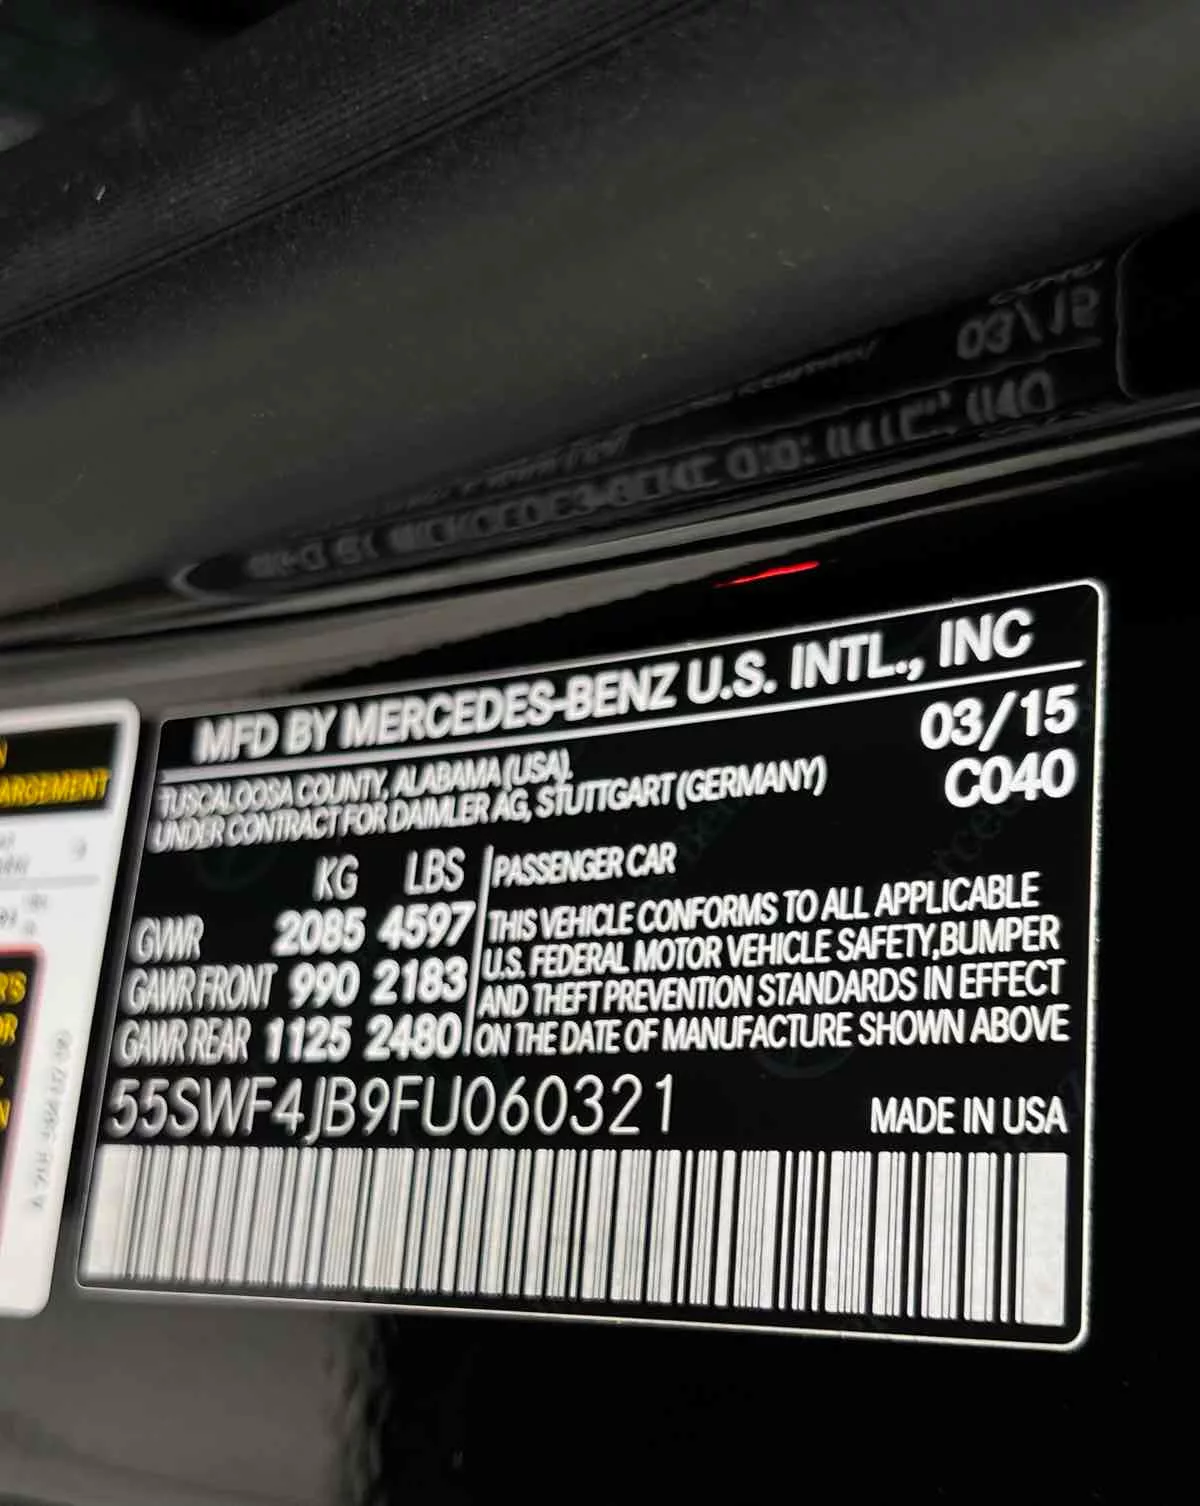 MFD BY MERCEDES-BENZ U.S. INTL., INC
TUSCALOOSA COUNTY, ALABAMA (USA),
03/15
UNDER CONTRACT FOR DAIMLER AG, STUTTGART (GERMANY)
C040
KG LBS PASSENGER CAR
GVWR 2085 4597
GAWR FRONT 990 2183
GAWR REAR 1125 2480
THIS VEHICLE CONFORMS TO ALL APPLICABLE
U.S. FEDERAL MOTOR VEHICLE SAFETY,BUMPER
AND THEFT PREVENTION STANDARDS IN EFFECT
ON THE DATE OF MANUFACTURE SHOWN ABOVE
55SWF4JB9FU060321
MADE IN USA
ARGEMENT
03/15